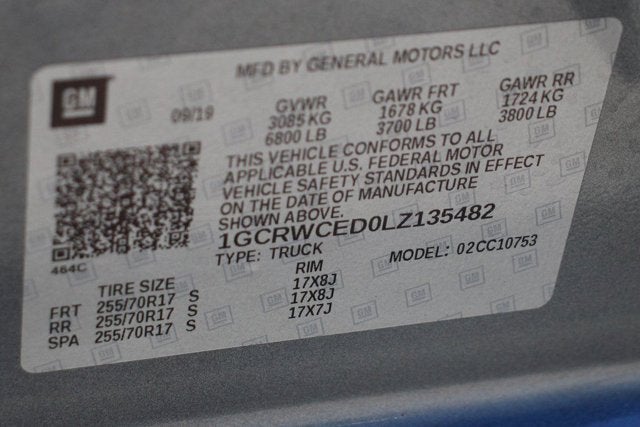 MFD BY GENERAL MOTORS LLC
GM
09/19
GVWR GAWR FRT GAWR RR
3085 KG 1678 KG 1724 KG
6800 LB 3700 LB 3800 LB
THIS VEHICLE CONFORMS TO ALL
APPLICABLE U.S. FEDERAL MOTOR
VEHICLE SAFETY STANDARDS IN EFFECT
ON THE DATE OF MANUFACTURE
SHOWN ABOVE.
1GCRWCED0LZ135482
464C
TYPE: TRUCK MODEL: 02CC10753
TIRE SIZE RIM
FRT 255/70R17 S 17X8J
RR 255/70R17 S 17X8J
SPA 255/70R17 S 17X7J